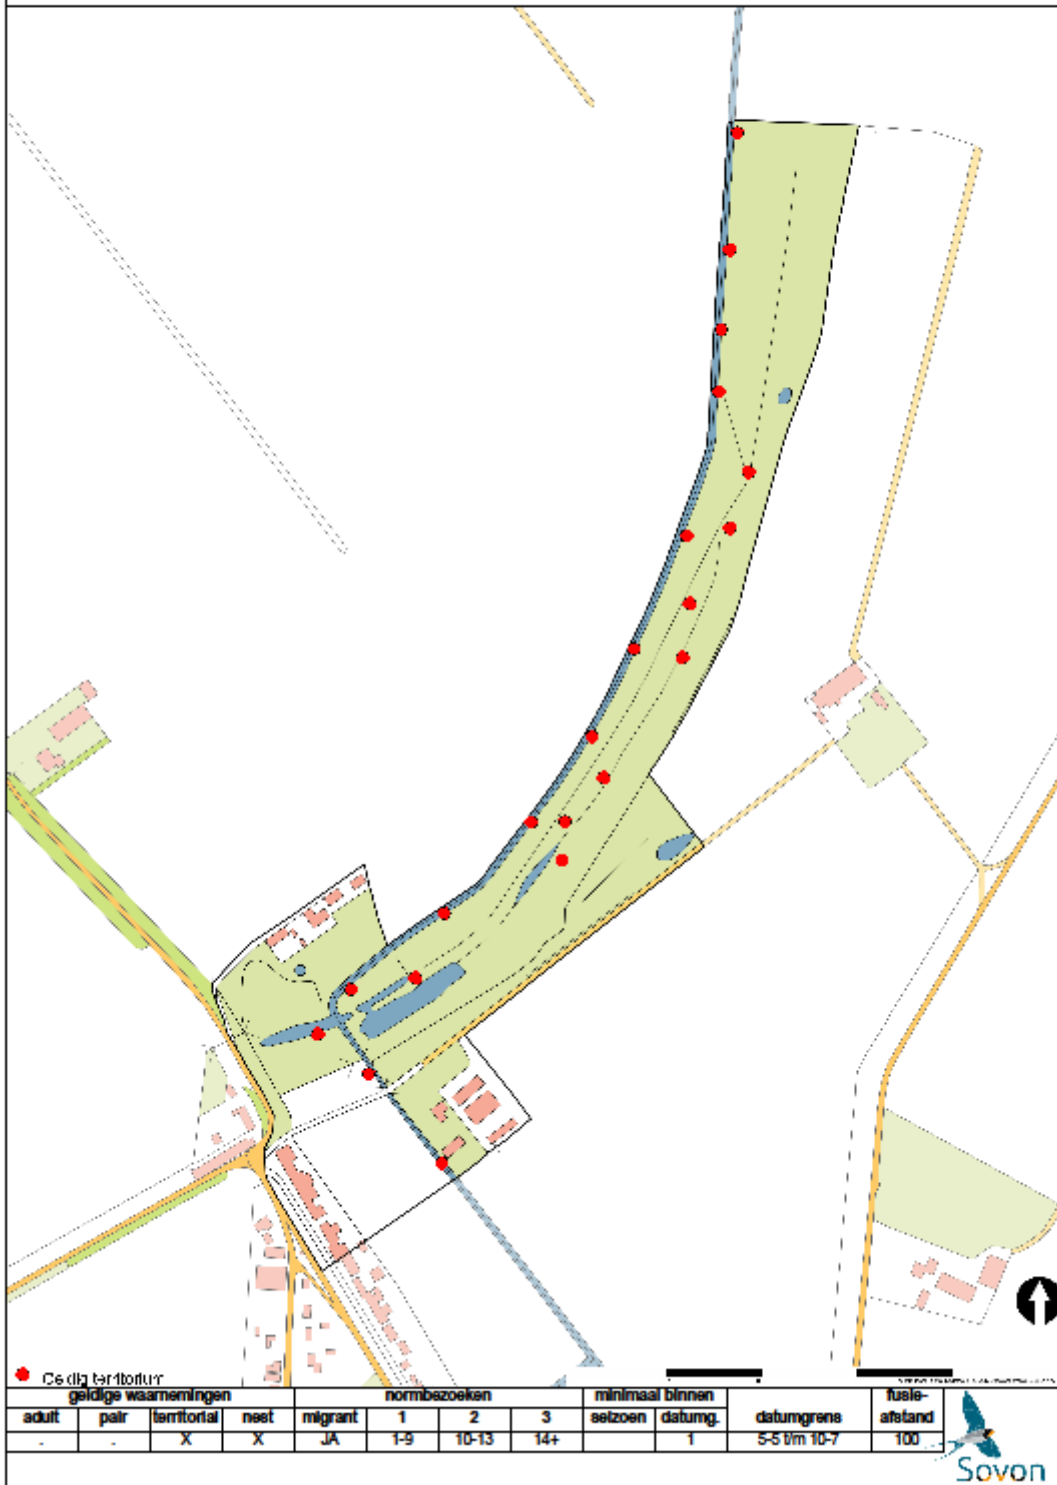 Geldig territorium
geldige waarnemingen normbezoeken minimaal binnen fusie-
adult pair territorial nest migrant 1 2 3 seizoen datumg. datumgrens afstand
. . X X JA 1-9 10-13 14+ 1 5-5 t/m 10-7 100
Sovon